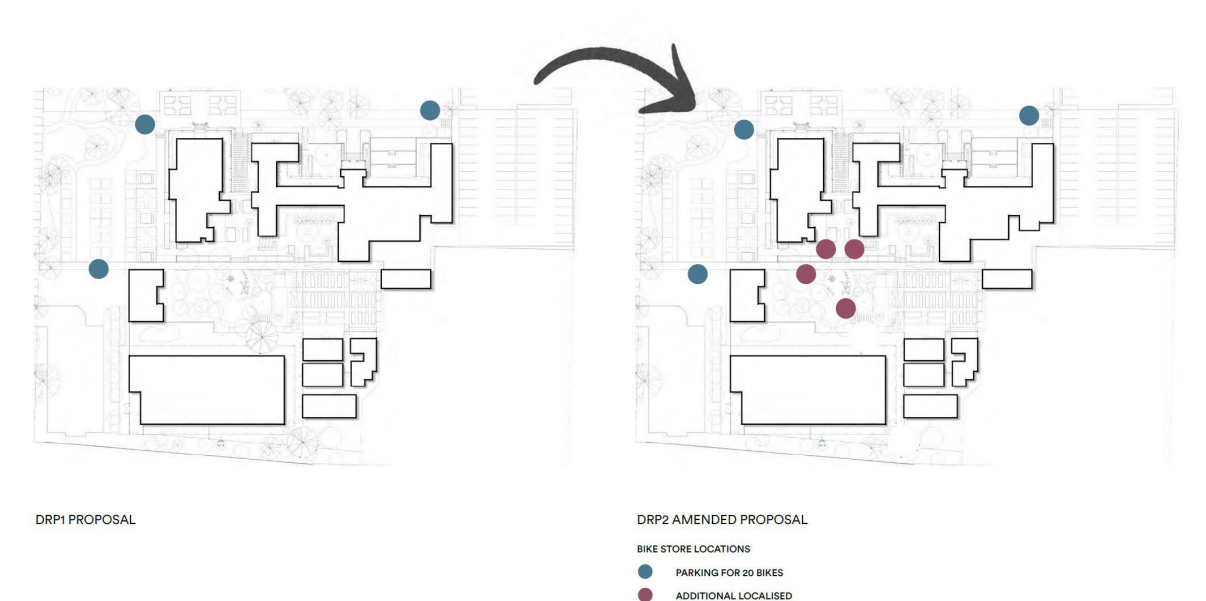 DRP1 PROPOSAL
DRP2 AMENDED PROPOSAL
BIKE STORE LOCATIONS
PARKING FOR 20 BIKES
ADDITIONAL LOCALISED